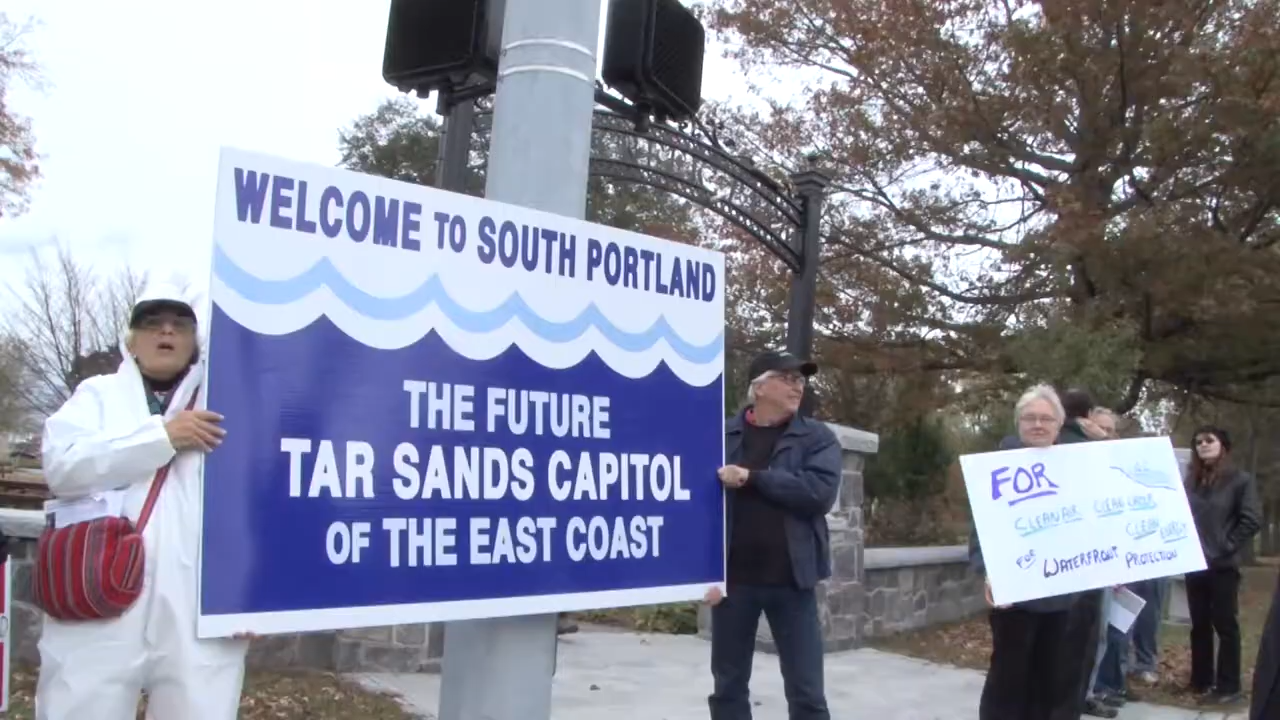 WELCOME TO SOUTH PORTLAND
THE FUTURE
TAR SANDS CAPITOL
OF THE EAST COAST
FOR
CLEAN AIR CLEAN WATER
CLEAN ENERGY
FOR WATERFRONT PROTECTION